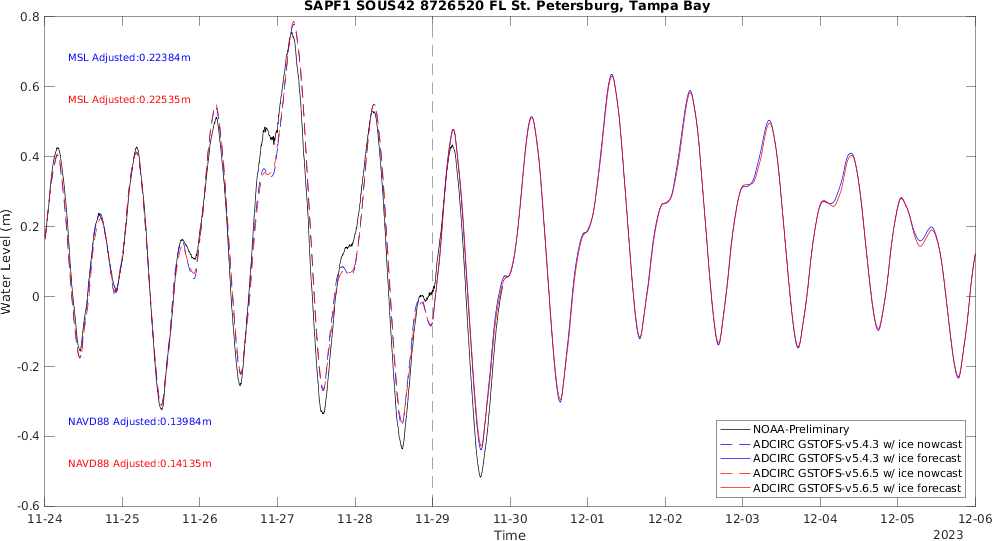 SAPF1 SOUS42 8726520 FL St. Petersburg, Tampa Bay
0.8
0.6
0.4
0.2
0
-0.2
-0.4
-0.6
Water Level (m)
MSL Adjusted:0.22384m
MSL Adjusted:0.22535m
NAVD88 Adjusted:0.13984m
NAVD88 Adjusted:0.14135m
NOAA-Preliminary
ADCIRC GSTOFS-v5.4.3 w/ ice nowcast
ADCIRC GSTOFS-v5.4.3 w/ ice forecast
ADCIRC GSTOFS-v5.6.5 w/ ice nowcast
ADCIRC GSTOFS-v5.6.5 w/ ice forecast
11-24 11-25 11-26 11-27 11-28 11-29 11-30 12-01 12-02 12-03 12-04 12-05 12-06
Time
2023